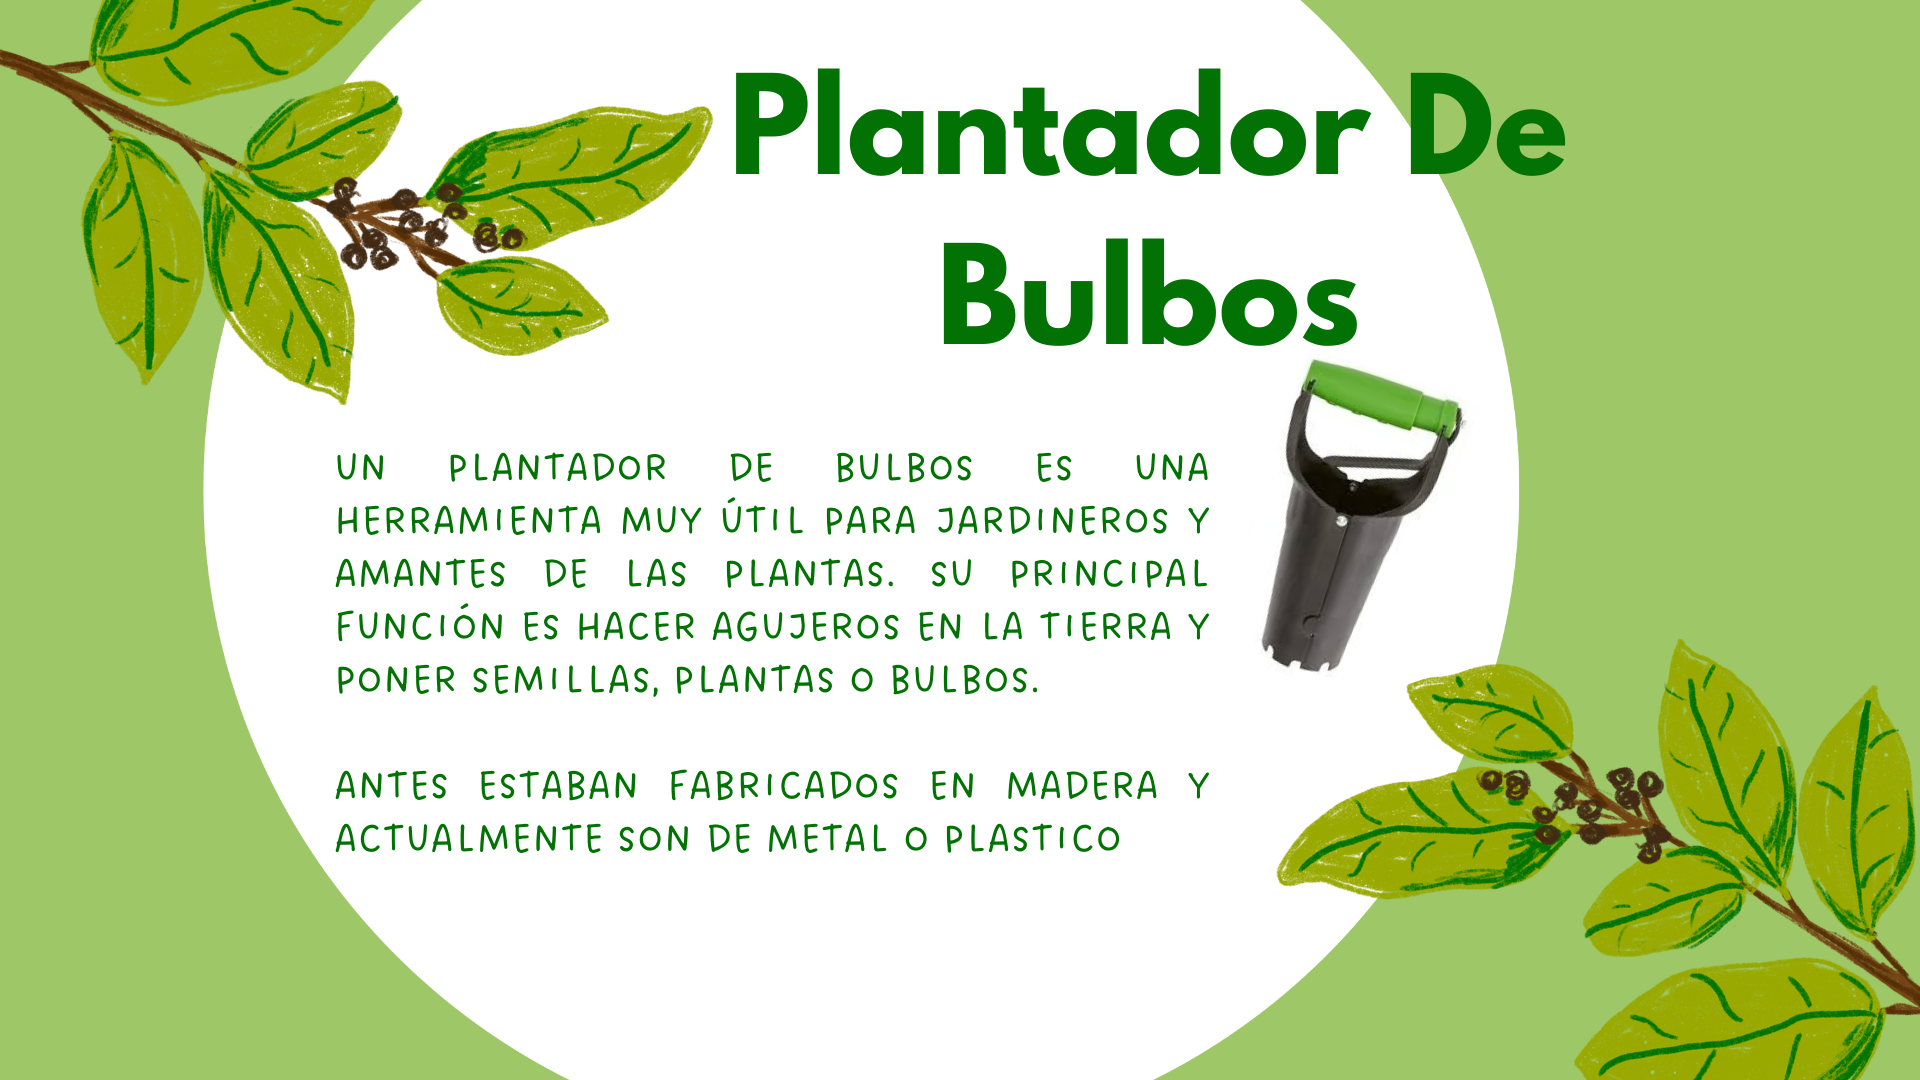 Plantador De
Bulbos
UN PLANTADOR DE BULBOS ES UNA
HERRAMIENTA MUY ÚTIL PARA JARDINEROS Y
AMANTES DE LAS PLANTAS. SU PRINCIPAL
FUNCIÓN ES HACER AGUJEROS EN LA TIERRA Y
PONER SEMILLAS, PLANTAS O BULBOS.
ANTES ESTABAN FABRICADOS EN MADERA Y
ACTUALMENTE SON DE METAL O PLASTICO